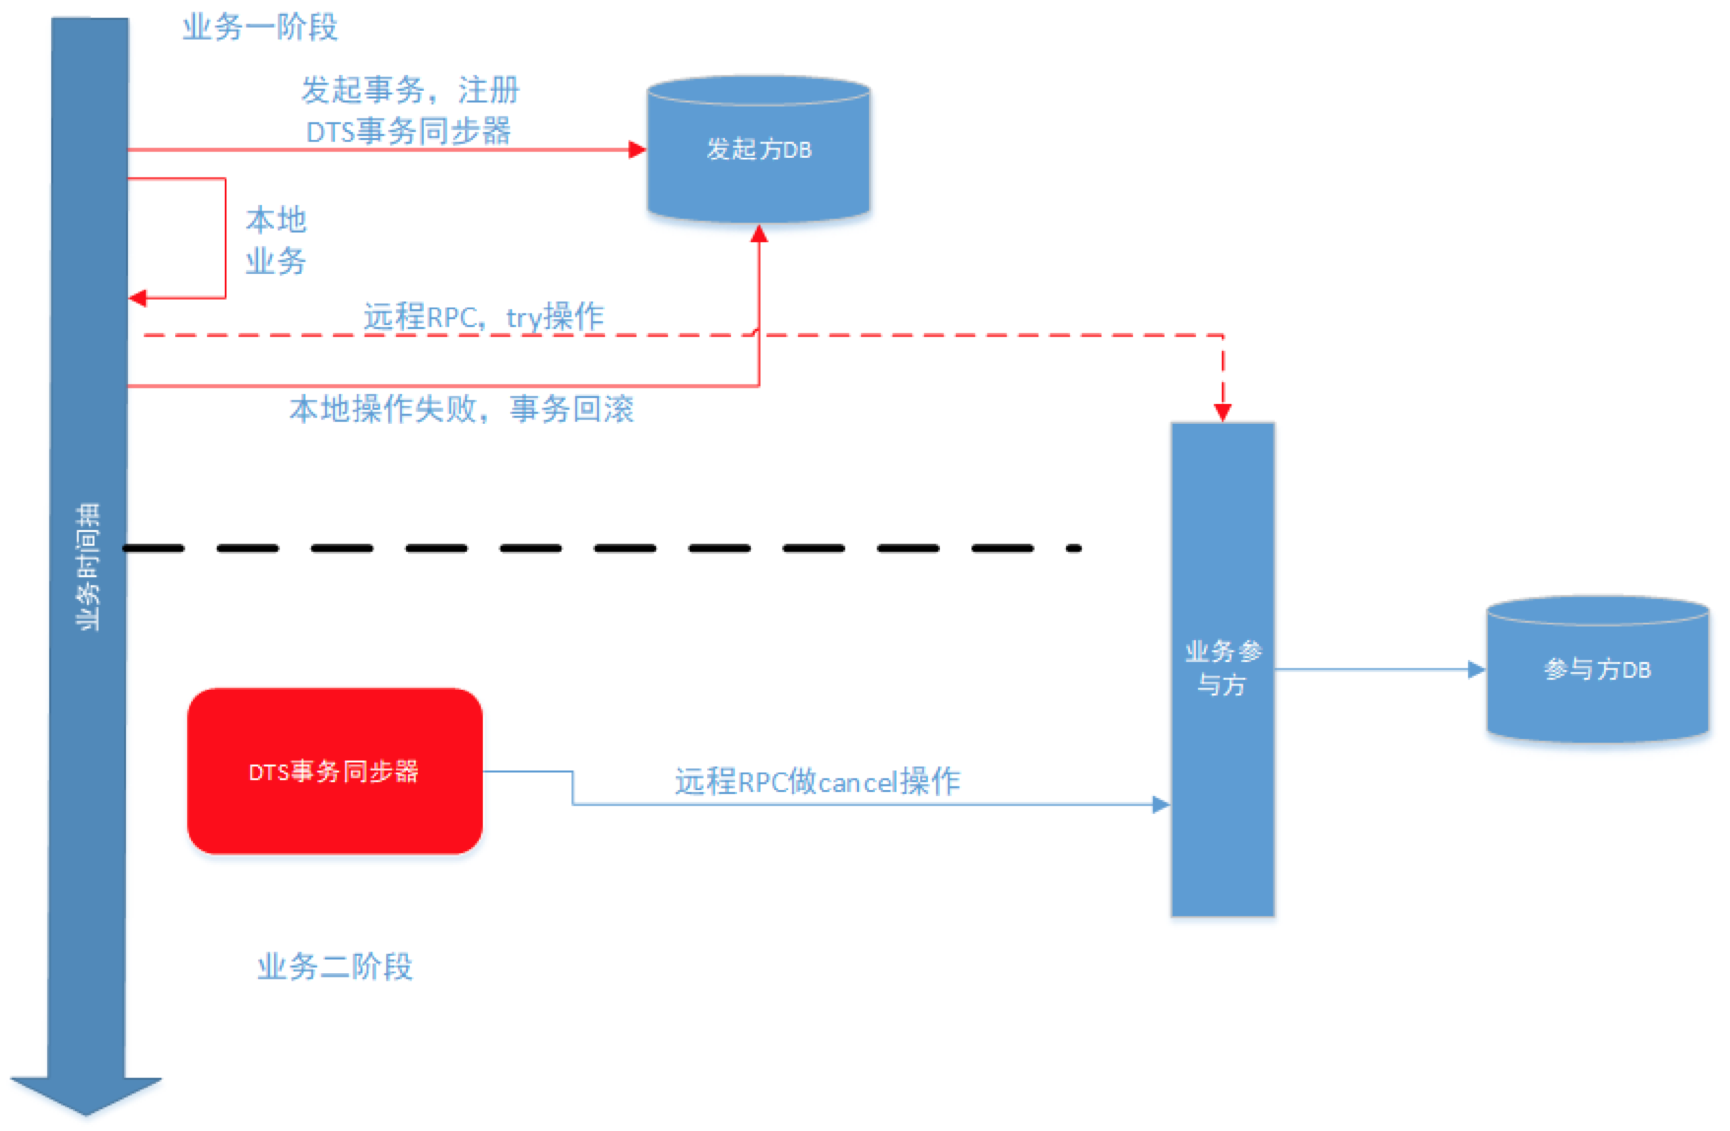 业务一阶段
发起事务，注册
DTS事务同步器
发起方DB
本地
业务
远程RPC，try操作
本地操作失败，事务回滚
业务时间抽
业务参
与方
参与方DB
DTS事务同步器
远程RPC做cancel操作
业务二阶段